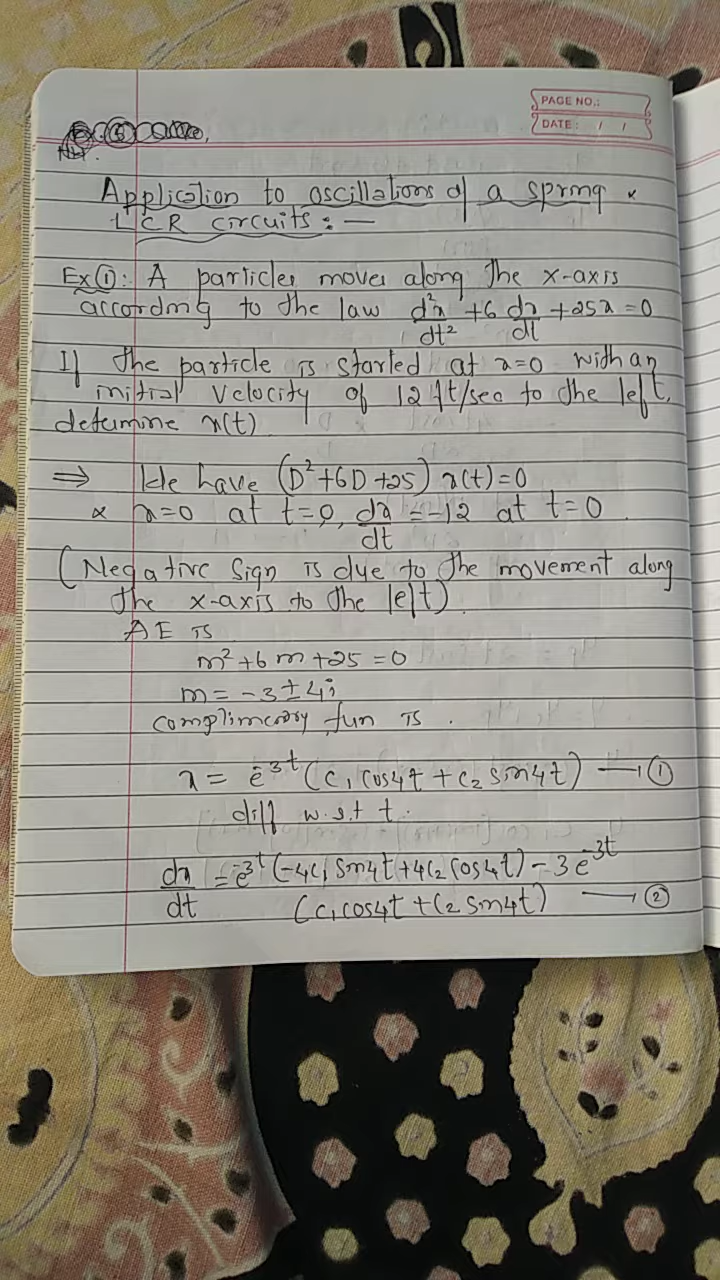 PAGE NO.:
DATE: / /
Application to oscillations of a spring &
LCR circuits: —
Ex①: A particles moves along the x-axis
according to the law d²x/dt² + 6 dx/dt + 25x = 0
If the particle is started at x=0 with an
initial velocity of 12 ft/sec to the left,
determine x(t)
⇒ We have (D²+6D+25) x(t)=0
& x=0 at t=0, dx/dt = -12 at t=0
(Negative sign is due to the movement along
the x-axis to the left).
AE is
m²+6m+25=0
m = -3±4i
complimenory fun is .
x = e⁻³ᵗ (c₁ cos4t + c₂ sin4t) —①
diff w.r.t t.
dx/dt = e⁻³ᵗ (-4c₁ sin4t + 4c₂ cos4t) - 3e⁻³ᵗ
(c₁cos4t + c₂ sin4t) —②